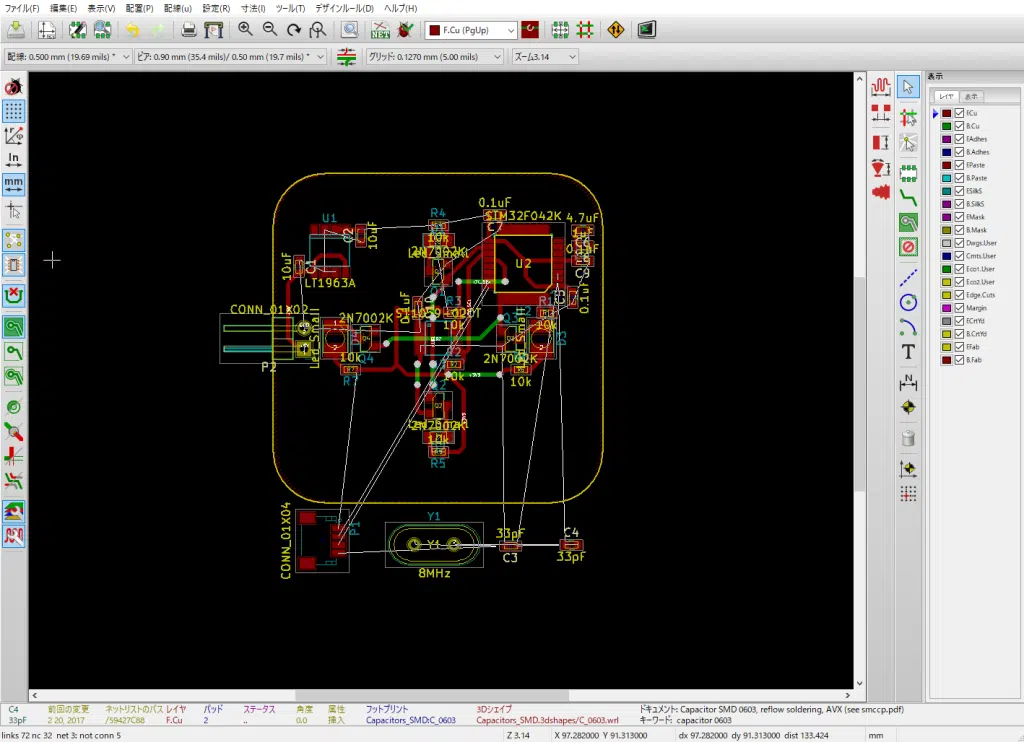 ファイル(F) 編集(E) 表示(V) 配置(P) 配線(u) 設定(R) 寸法(I) ツール(T) デザインルール(D) ヘルプ(H)
F.Cu (PgUp)
配線: 0.500 mm (19.69 mils) * ビア: 0.90 mm (35.4 mils)/ 0.50 mm (19.7 mils) * グリッド: 0.1270 mm (5.00 mils) ズーム3.14
表示
レイヤ 表示
F.Cu
B.Cu
F.Adhes
B.Adhes
F.Paste
B.Paste
F.SilkS
B.SilkS
F.Mask
B.Mask
Dwgs.User
Cmts.User
Eco1.User
Eco2.User
Edge.Cuts
Margin
F.CrtYd
B.CrtYd
F.Fab
B.Fab
In
mm
NET
T
N
0.1uF
R4
STM32F042K
4.7uF
U1
C2
10uF
10k
C7
2N7002K
U2
10uF
C1
LT1963A
C9
0.1uF
R3
CONN_01X02
2N7002K
10k
Led_Small
P2
10k
Q4
R7
2N7002K
D3
10k
2N7002K
10k
R5
CONN_01X04
P1
Y1
Y1
8MHz
33pF
C3
C4
33pF
C4 前回の変更 ネットリストのパス レイヤ パッド ステータス 角度 属性 フットプリント 3Dシェイプ ドキュメント: Capacitor SMD 0603, reflow soldering, AVX (see smccp.pdf)
33pF 2 20, 2017 /59427C88 F.Cu 2 .. 0.0 挿入 Capacitors_SMD:C_0603 Capacitors_SMD.3dshapes/C_0603.wrl キーワード: capacitor 0603
links 72 nc 32 net 3: not conn 5 Z 3.14 X 97.282000 Y 91.313000 dx 97.282000 dy 91.313000 dist 133.424 mm